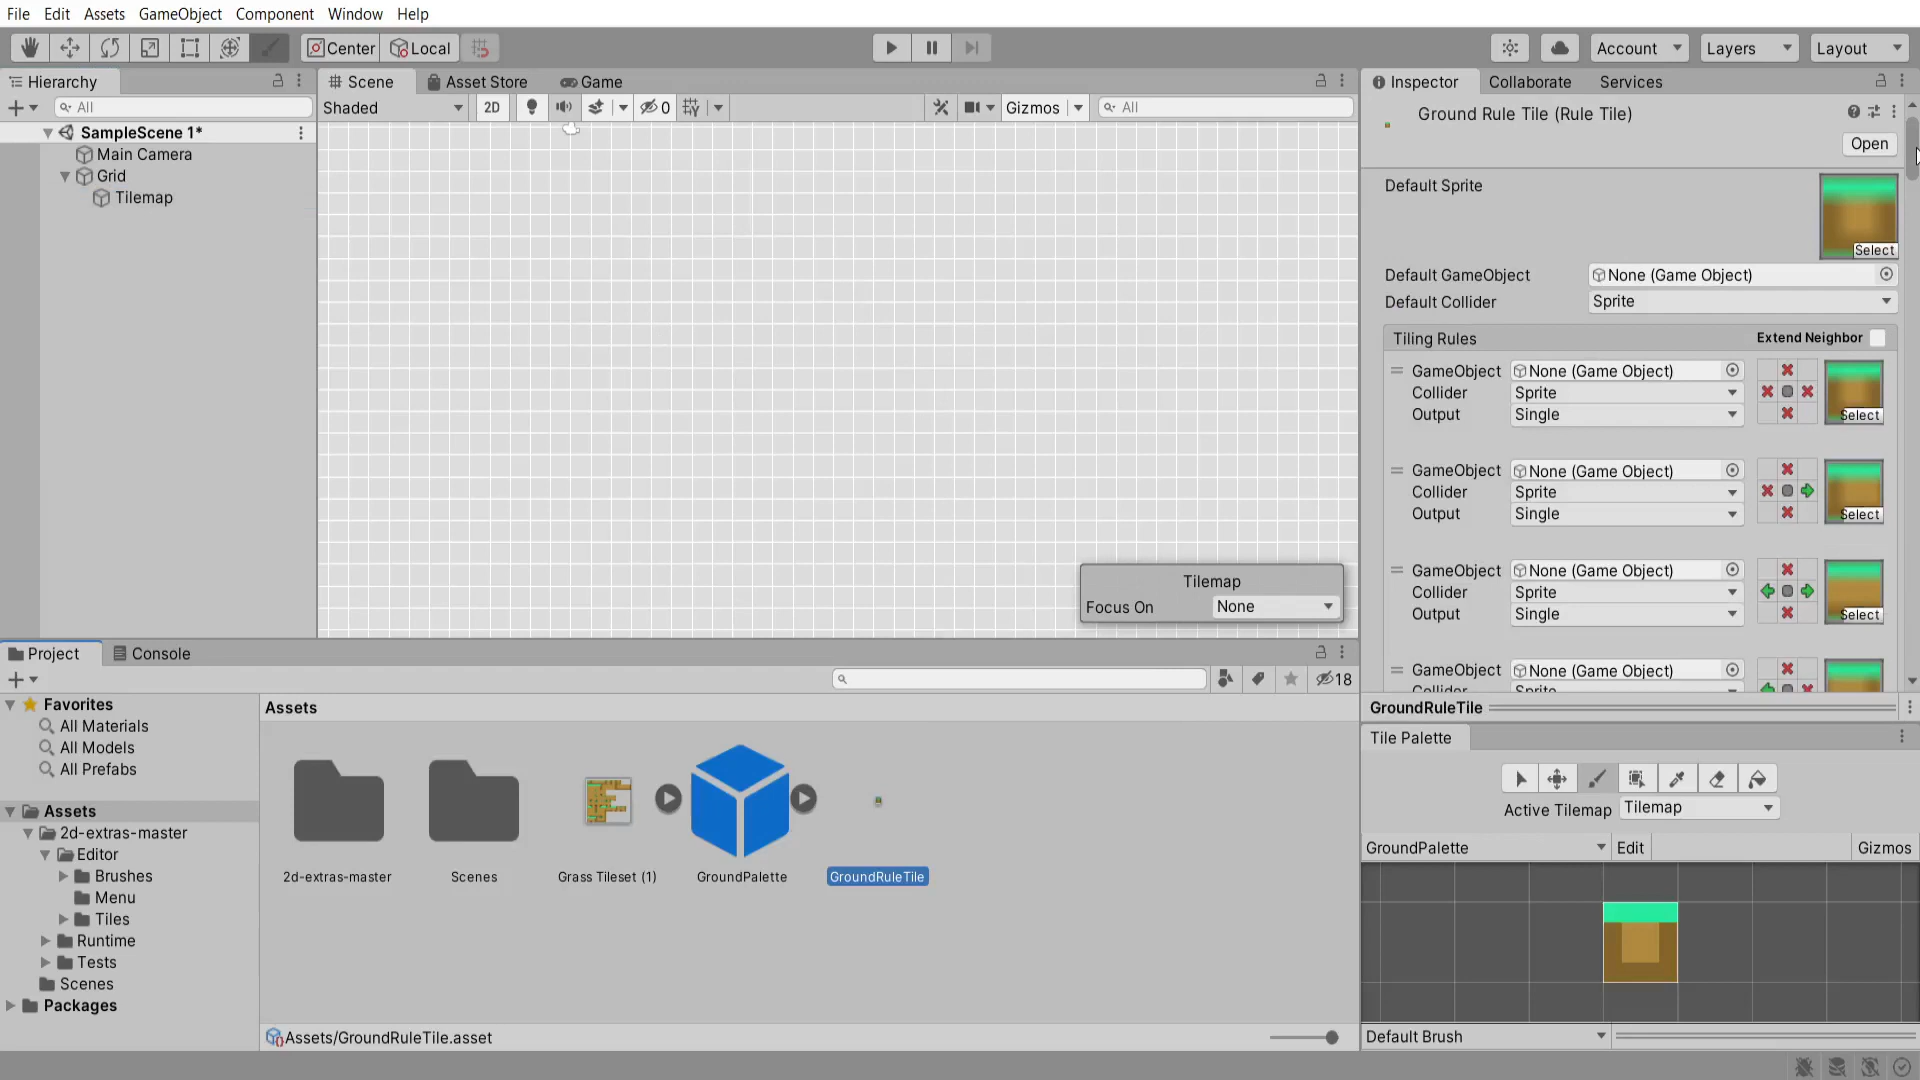 File Edit Assets GameObject Component Window Help
Center Local Account Layers Layout
Hierarchy
All
SampleScene 1*
Main Camera
Grid
Tilemap
Scene Asset Store Game
Shaded 2D 0 Gizmos All
Tilemap
Focus On None
Inspector Collaborate Services
Ground Rule Tile (Rule Tile)
Open
Default Sprite
Select
Default GameObject None (Game Object)
Default Collider Sprite
Tiling Rules Extend Neighbor
GameObject None (Game Object)
Collider Sprite
Output Single
Select
GameObject None (Game Object)
Collider Sprite
Output Single
Select
GameObject None (Game Object)
Collider Sprite
Output Single
Select
GameObject None (Game Object)
Collider Sprite
GroundRuleTile
Tile Palette
Active Tilemap Tilemap
GroundPalette Edit Gizmos
Default Brush
Project Console
18
Favorites
All Materials
All Models
All Prefabs
Assets
2d-extras-master
Editor
Brushes
Menu
Tiles
Runtime
Tests
Scenes
Packages
Assets
2d-extras-master Scenes Grass Tileset (1) GroundPalette GroundRuleTile
Assets/GroundRuleTile.asset